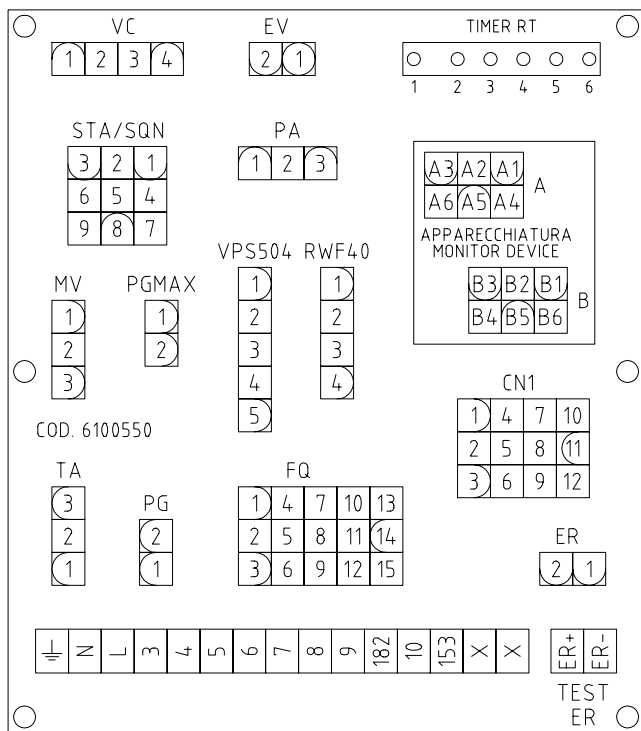 VC
1 2 3 4
EV
2 1
TIMER RT
1 2 3 4 5 6
STA/SQN
3 2 1
6 5 4
9 8 7
PA
1 2 3
A3 A2 A1
A6 A5 A4
A
APPARECCHIATURA
MONITOR DEVICE
B3 B2 B1
B4 B5 B6
B
MV
1
2
3
PGMAX
1
2
VPS504
1
2
3
4
5
RWF40
1
2
3
4
CN1
1 4 7 10
2 5 8 11
3 6 9 12
COD. 6100550
TA
3
2
1
PG
2
1
FQ
1 4 7 10 13
2 5 8 11 14
3 6 9 12 15
ER
2 1
N L 3 4 5 6 7 8 9 182 10 153 X X
ER+ ER-
TEST
ER